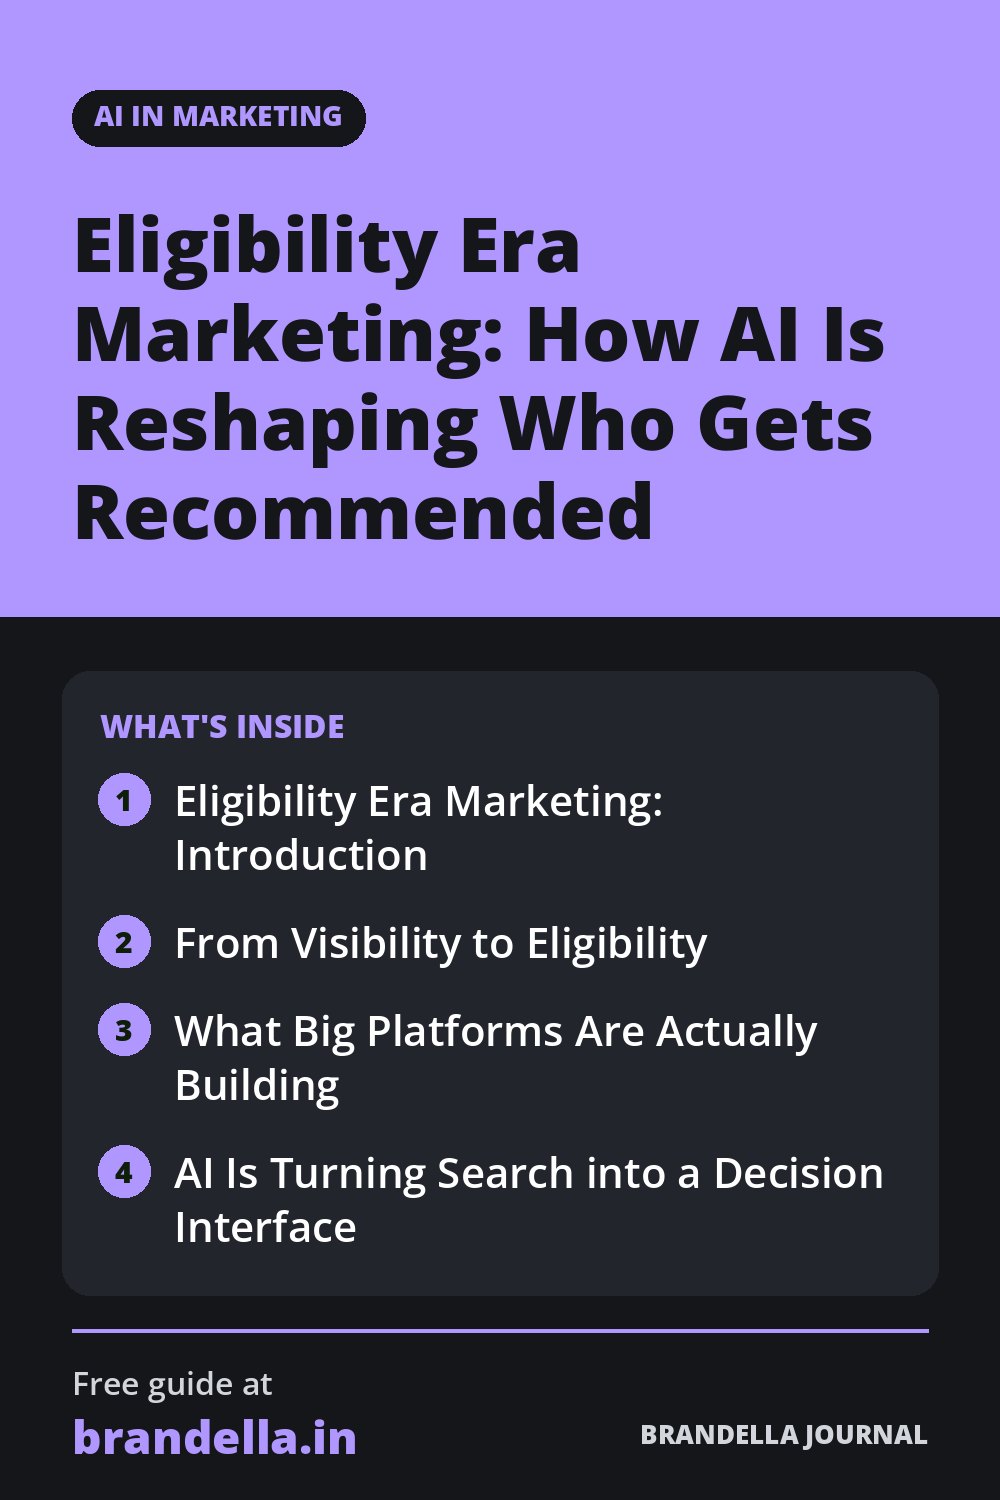 AI IN MARKETING
Eligibility Era
Marketing: How AI Is
Reshaping Who Gets
Recommended
WHAT'S INSIDE
1 Eligibility Era Marketing:
Introduction
2 From Visibility to Eligibility
3 What Big Platforms Are Actually
Building
4 AI Is Turning Search into a Decision
Interface
Free guide at
brandella.in
BRANDELLA JOURNAL